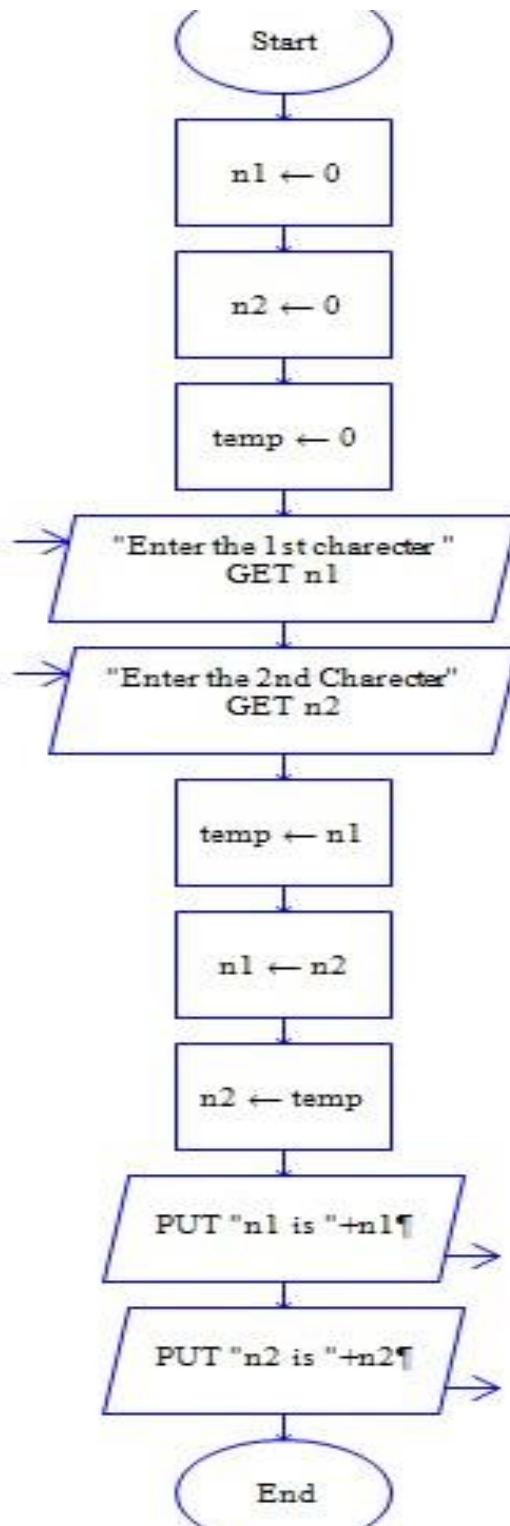 Start
n1 ← 0
n2 ← 0
temp ← 0
"Enter the 1st charecter "
GET n1
"Enter the 2nd Charecter"
GET n2
temp ← n1
n1 ← n2
n2 ← temp
PUT "n1 is "+n1¶
PUT "n2 is "+n2¶
End